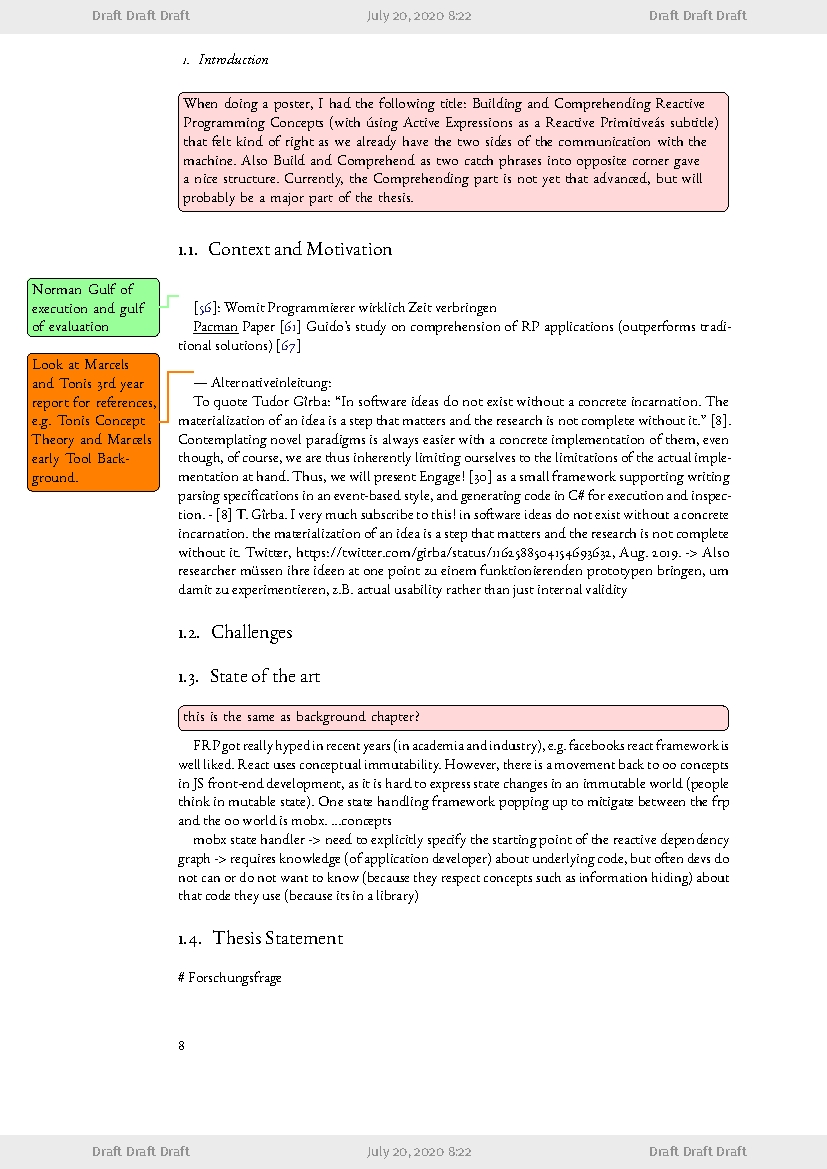 Draft Draft Draft July 20, 2020 8:22 Draft Draft Draft
1. Introduction
When doing a poster, I had the following title: Building and Comprehending Reactive
Programming Concepts (with úsing Active Expressions as a Reactive Primitiveás subtitle)
that felt kind of right as we already have the two sides of the communication with the
machine. Also Build and Comprehend as two catch phrases into opposite corner gave
a nice structure. Currently, the Comprehending part is not yet that advanced, but will
probably be a major part of the thesis.
1.1. Context and Motivation
Norman Gulf of
execution and gulf
of evaluation
[56]: Womit Programmierer wirklich Zeit verbringen
Pacman Paper [61] Guido's study on comprehension of RP applications (outperforms tradi-
tional solutions) [67]
Look at Marcels
and Tonis 3rd year
report for references,
e.g. Tonis Concept
Theory and Marcels
early Tool Back-
ground.
— Alternativeinleitung:
To quote Tudor Gîrba: “In software ideas do not exist without a concrete incarnation. The
materialization of an idea is a step that matters and the research is not complete without it.” [8].
Contemplating novel paradigms is always easier with a concrete implementation of them, even
though, of course, we are thus inherently limiting ourselves to the limitations of the actual imple-
mentation at hand. Thus, we will present Engage! [30] as a small framework supporting writing
parsing specifications in an event-based style, and generating code in C# for execution and inspec-
tion. - [8] T. Gîrba. I very much subscribe to this! in software ideas do not exist without a concrete
incarnation. the materialization of an idea is a step that matters and the research is not complete
without it. Twitter, https://twitter.com/girba/status/1162588504154693632, Aug. 2019. -> Also
researcher müssen ihre ideen at one point zu einem funktionierenden prototypen bringen, um
damit zu experimentieren, z.B. actual usability rather than just internal validity
1.2. Challenges
1.3. State of the art
this is the same as background chapter?
FRP got really hyped in recent years (in academia and industry), e.g. facebooks react framework is
well liked. React uses conceptual immutability. However, there is a movement back to oo concepts
in JS front-end development, as it is hard to express state changes in an immutable world (people
think in mutable state). One state handling framework popping up to mitigate between the frp
and the oo world is mobx. ...concepts
mobx state handler -> need to explicitly specify the starting point of the reactive dependency
graph -> requires knowledge (of application developer) about underlying code, but often devs do
not can or do not want to know (because they respect concepts such as information hiding) about
that code they use (because its in a library)
1.4. Thesis Statement
# Forschungsfrage
8
Draft Draft Draft July 20, 2020 8:22 Draft Draft Draft